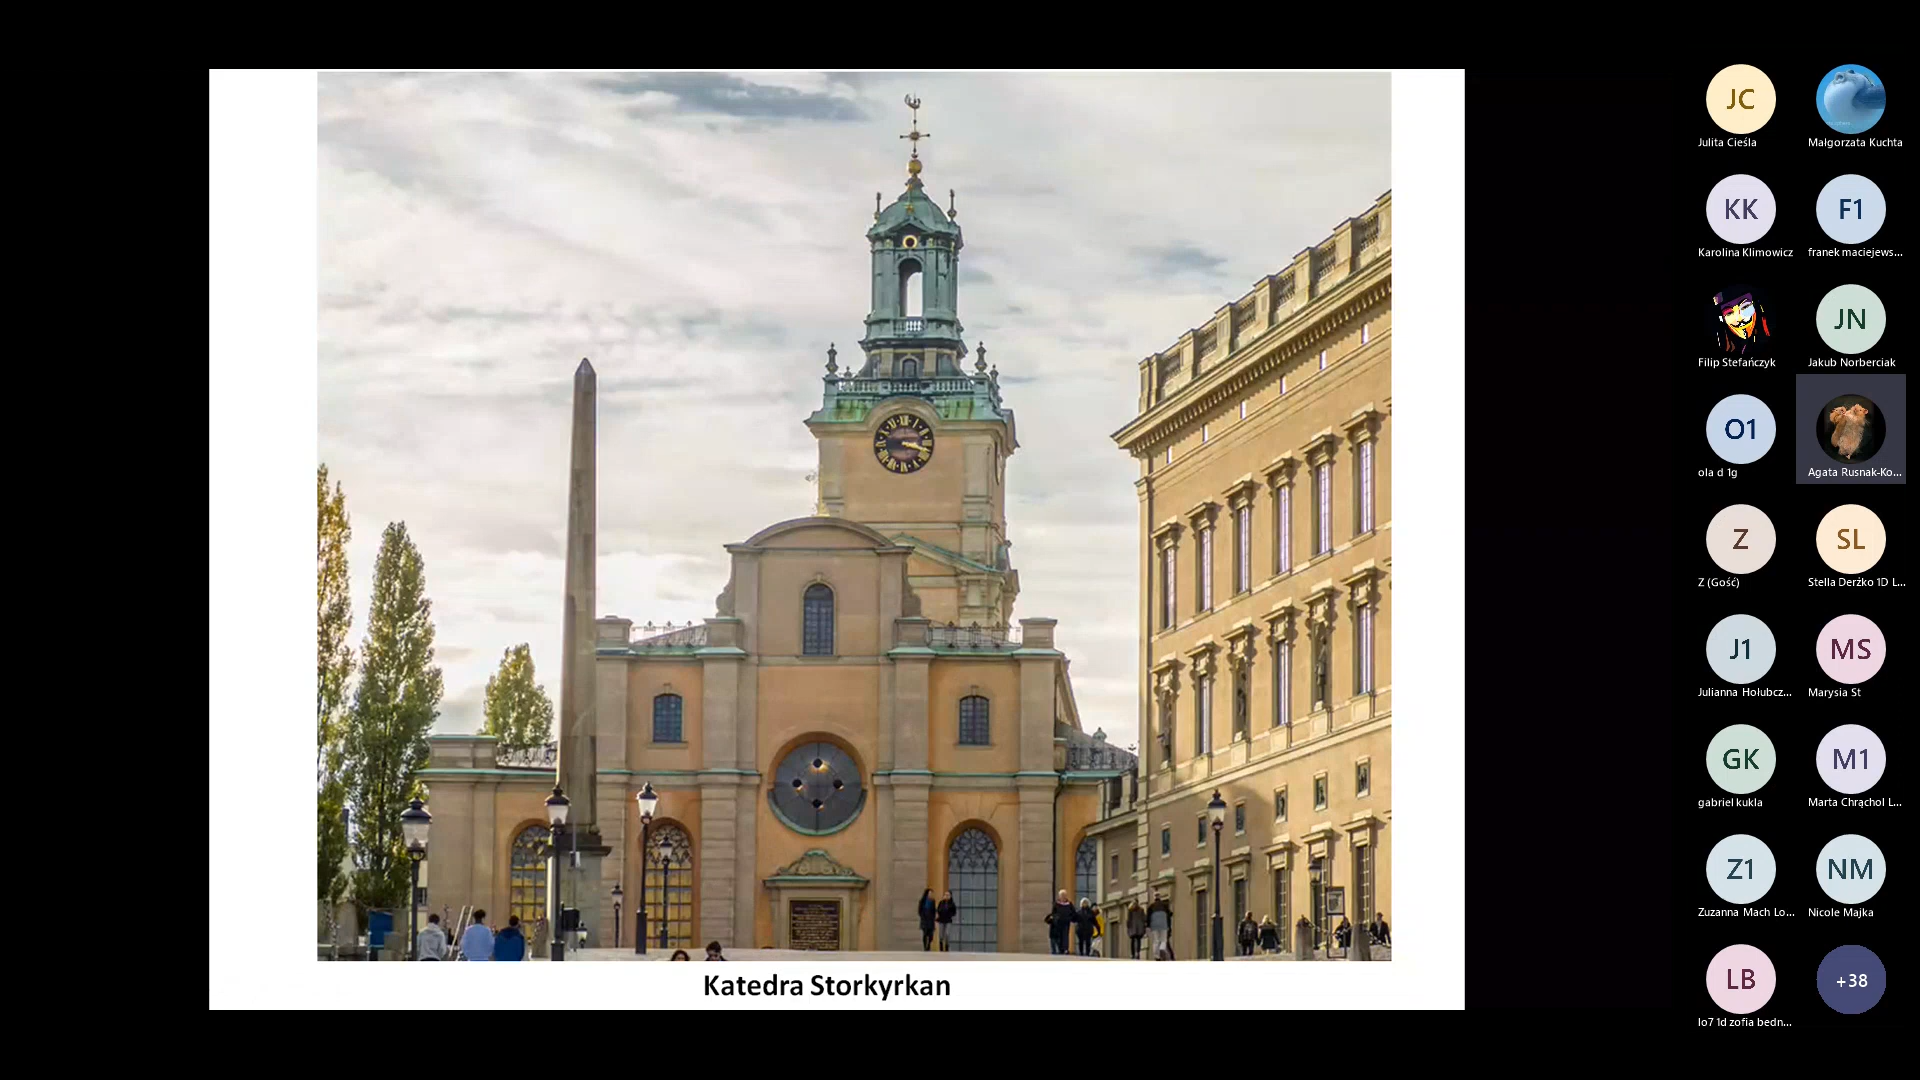 Katedra Storkyrkan
JC
Julita Cieśla
Małgorzata Kuchta
KK
Karolina Klimowicz
F1
franek maciejews...
Filip Stefańczyk
JN
Jakub Norberciak
O1
ola d 1g
Agata Rusnak-Ko...
Z
Z (Gość)
SL
Stella Derżko 1D L...
J1
Julianna Hołubcz...
MS
Marysia St
GK
gabriel kukla
M1
Marta Chrąchol L...
Z1
Zuzanna Mach Lo...
NM
Nicole Majka
LB
lo7 1d zofia bedn...
+38